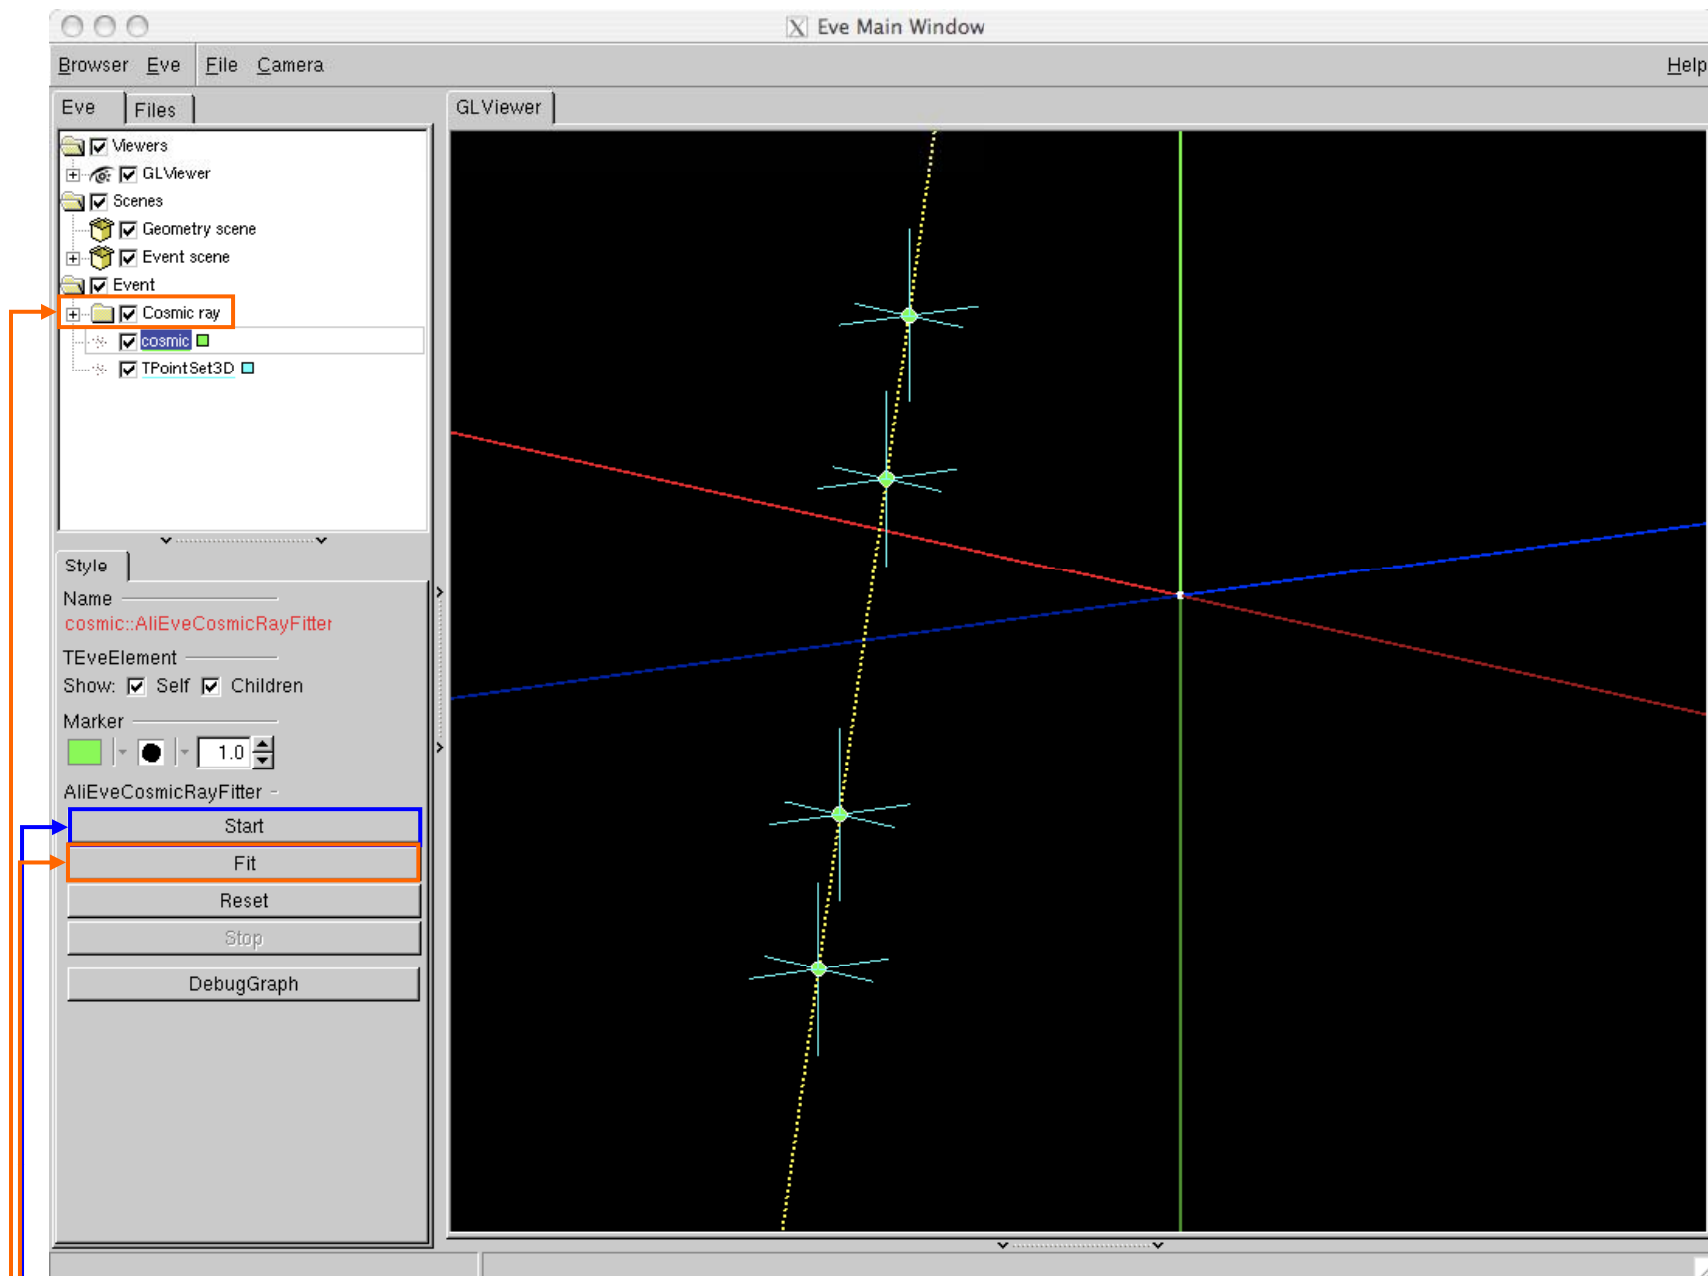 Eve Main Window
Browser Eve File Camera Help
Eve Files GLViewer
Viewers
GLViewer
Scenes
Geometry scene
Event scene
Event
Cosmic ray
cosmic
TPointSet3D
Style
Name
cosmic::AliEveCosmicRayFitter
TEveElement
Show: Self Children
Marker
1.0
AliEveCosmicRayFitter
Start
Fit
Reset
Stop
DebugGraph